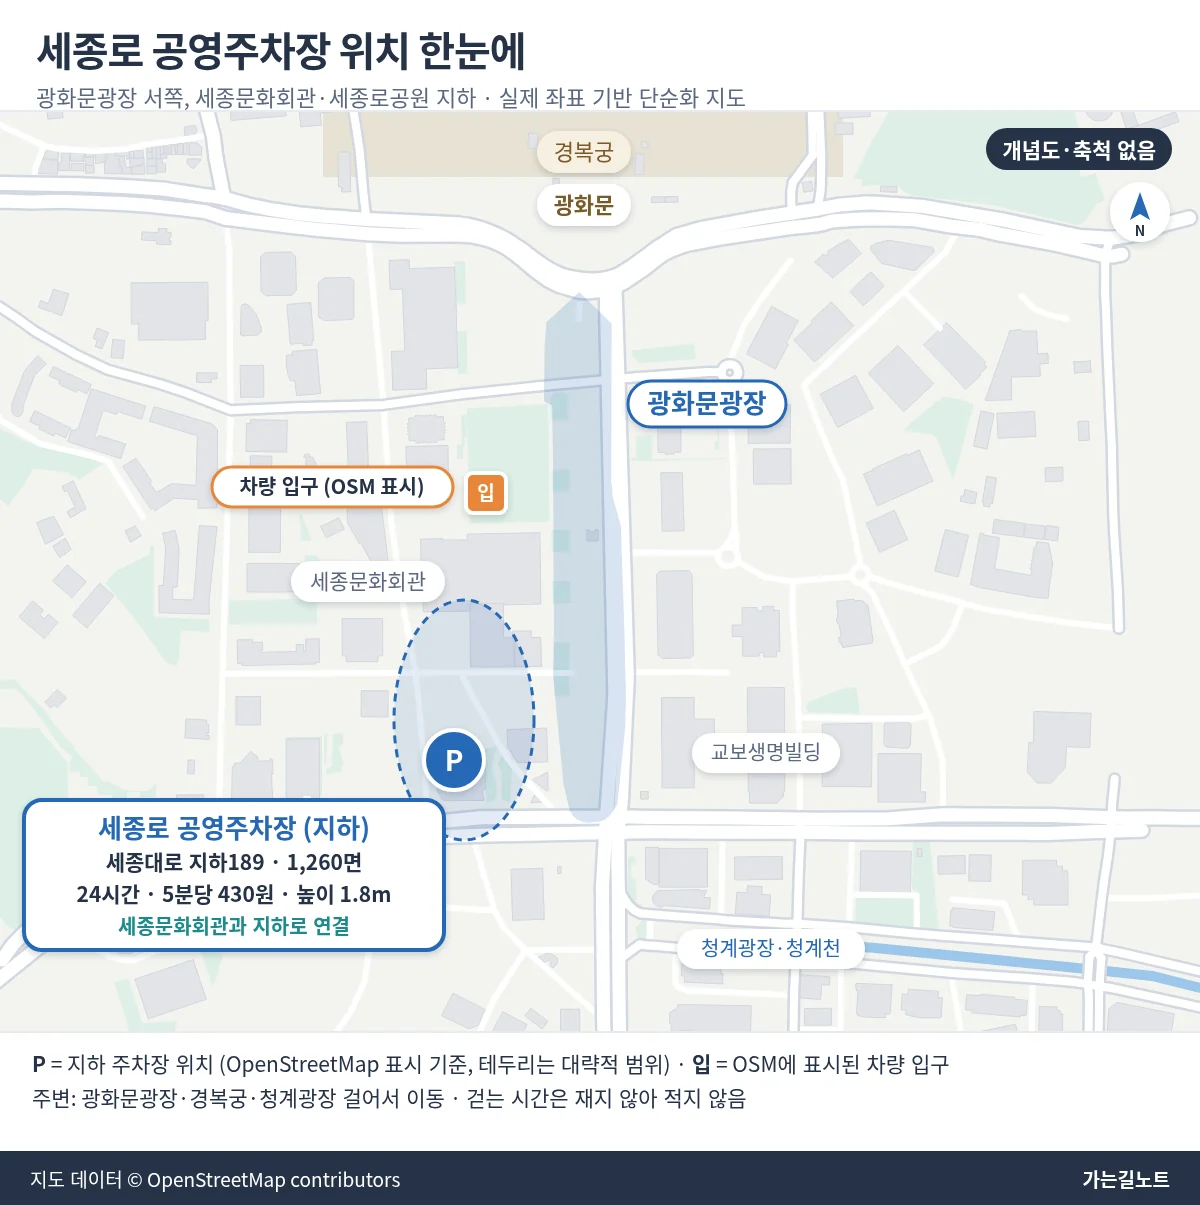 세종로 공영주차장 위치 한눈에
광화문광장 서쪽, 세종문화회관·세종로공원 지하 · 실제 좌표 기반 단순화 지도
경복궁
개념도·축척 없음
광화문
N
광화문광장
차량 입구 (OSM 표시)
입
세종문화회관
교보생명빌딩
P
세종로 공영주차장 (지하)
세종대로 지하189 · 1,260면
24시간 · 5분당 430원 · 높이 1.8m
세종문화회관과 지하로 연결
청계광장·청계천
P = 지하 주차장 위치 (OpenStreetMap 표시 기준, 테두리는 대략적 범위) · 입 = OSM에 표시된 차량 입구
주변: 광화문광장·경복궁·청계광장 걸어서 이동 · 걷는 시간은 재지 않아 적지 않음
지도 데이터 © OpenStreetMap contributors
가는길노트